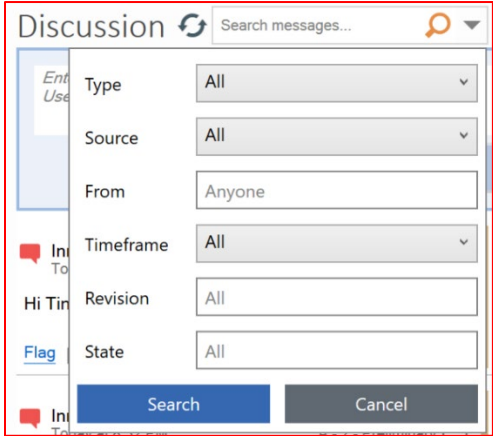 Discussion Search messages...
Type All
Source All
From Anyone
Timeframe All
Hi Tin
Revision All
Flag State All
Search Cancel